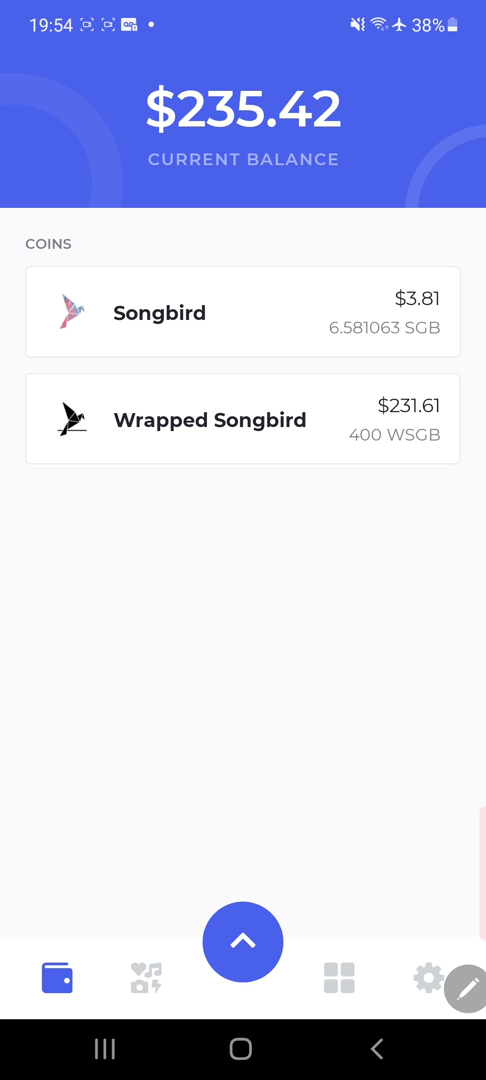 19:54
38%
$235.42
CURRENT BALANCE
COINS
Songbird
$3.81
6.581063 SGB
Wrapped Songbird
$231.61
400 WSGB